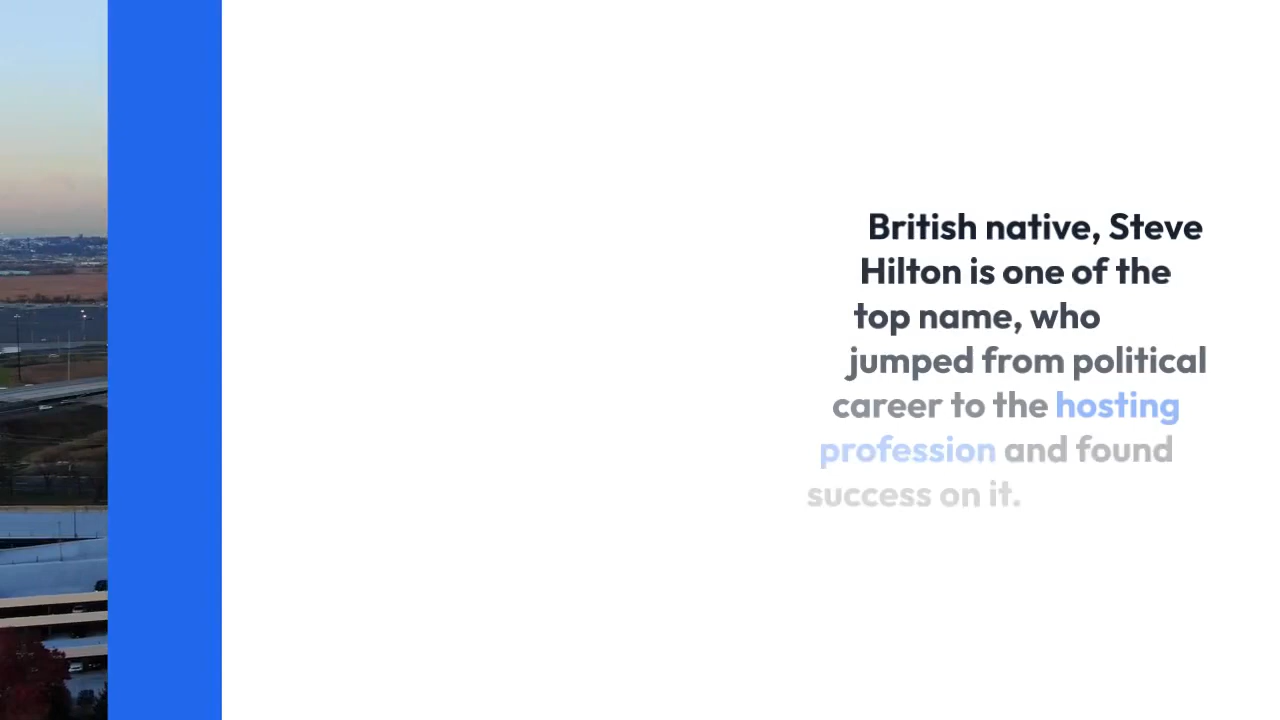 British native, Steve
Hilton is one of the
top name, who
jumped from political
career to the hosting
profession and found
success on it.